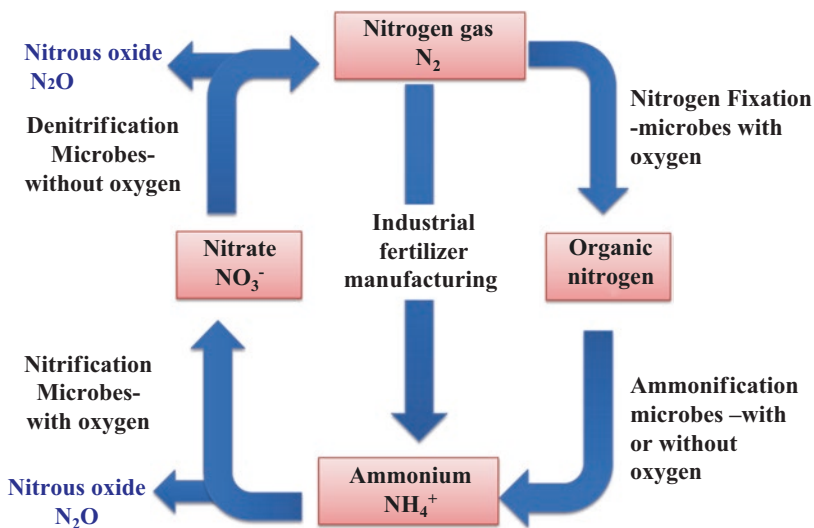 Nitrogen gas
N₂
Nitrous oxide
N₂O
Denitrification
Microbes-
without oxygen
Nitrogen Fixation
-microbes with
oxygen
Nitrate
NO₃⁻
Industrial
fertilizer
manufacturing
Organic
nitrogen
Nitrification
Microbes-
with oxygen
Ammonification
microbes –with
or without
oxygen
Nitrous oxide
N₂O
Ammonium
NH₄⁺